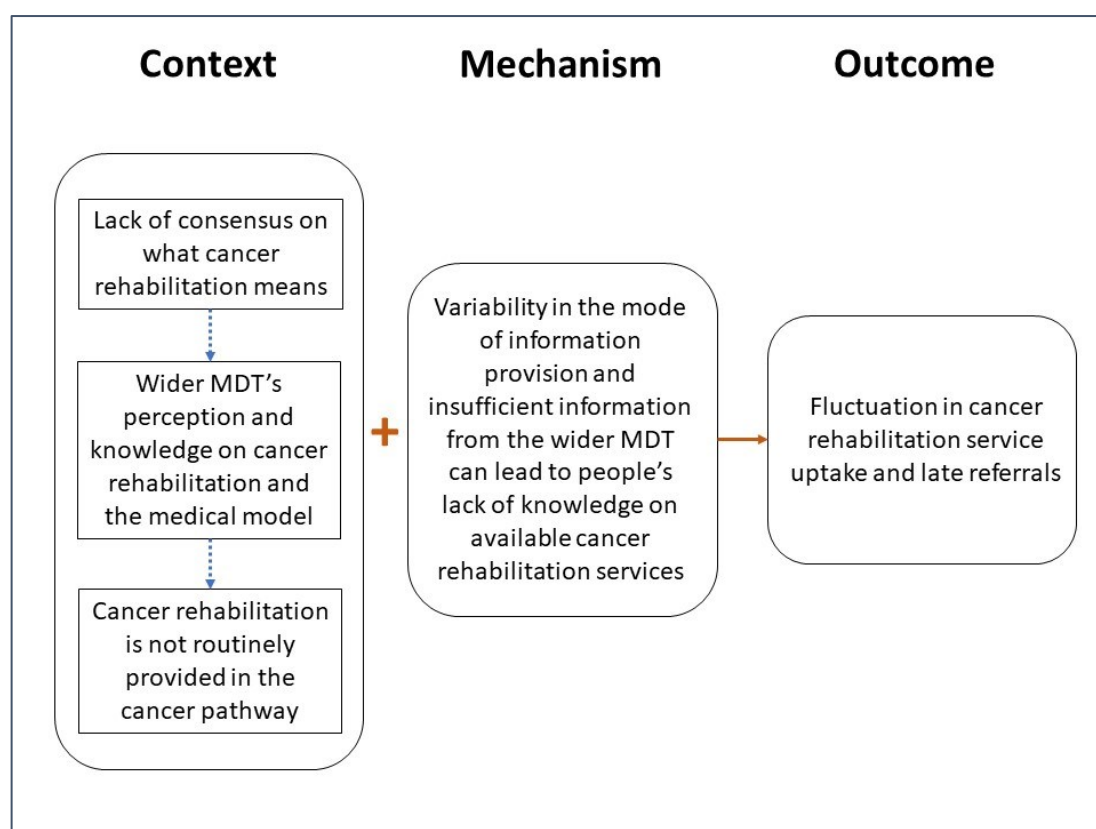 Context
Mechanism
Outcome
Lack of consensus on
what cancer
rehabilitation means
Wider MDT’s
perception and
knowledge on cancer
rehabilitation and
the medical model
Cancer rehabilitation
is not routinely
provided in the
cancer pathway
+
Variability in the mode
of information
provision and
insufficient information
from the wider MDT
can lead to people’s
lack of knowledge on
available cancer
rehabilitation services
Fluctuation in cancer
rehabilitation service
uptake and late referrals